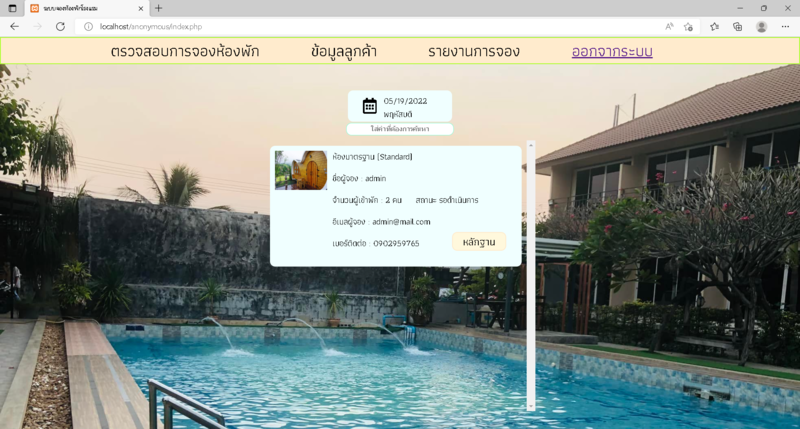 ระบบจองห้องพักโรงแรม
localhost/anonymous/index.php
ตรวจสอบการจองห้องพัก ข้อมูลลูกค้า รายงานการจอง ออกจากระบบ
05/19/2022
พฤหัสบดี
ใส่คำที่ต้องการค้นหา
ห้องมาตรฐาน [Standard]
ชื่อผู้จอง : admin
จำนวนผู้เข้าพัก : 2 คน สถานะ รอดำเนินการ
อีเมลผู้จอง : admin@mail.com
เบอร์ติดต่อ : 0902959765
หลักฐาน